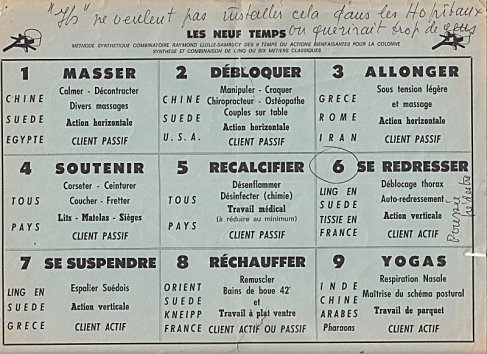 "Ils" ne veulent pas installer cela dans les Hopitaux
on guérirait trop de gens
LES NEUF TEMPS
METHODE SYNTHETIQUE COMBINATOIRE RAYMOND LULLE-SAMBUCY DES 9 TEMPS OU ACTIONS BIENFAISANTES POUR LA COLONNE
SYNTHESE ET COMBINAISON DE LING OU SIX METIERS CLASSIQUES.
1 MASSER
CHINE
SUEDE
EGYPTE
Calmer - Décontracter
Divers massages
Action horizontale
CLIENT PASSIF
2 DÉBLOQUER
CHINE
SUEDE
U.S.A.
Manipuler - Craquer
Chiropracteur - Ostéopathe
Couples sur table
Action horizontale
CLIENT PASSIF
3 ALLONGER
GRECE
ROME
IRAN
Sous tension légère
et massage
Action horizontale
CLIENT PASSIF
4 SOUTENIR
TOUS
PAYS
Corseter - Ceinturer
Coucher - Fretter
Lits - Matelas - Sièges
CLIENT PASSIF
5 RECALCIFIER
TOUS
PAYS
Désenflammer
Désinfecter (chimie)
Travail médical
(à réduire au minimum)
CLIENT PASSIF
6 SE REDRESSER
LING EN
SUEDE
TISSIE EN
FRANCE
Déblocage thorax
Auto-redressement
Action verticale
CLIENT ACTIF
7 SE SUSPENDRE
LING EN
SUEDE
GRECE
Espalier Suédois
Action verticale
CLIENT ACTIF
8 RÉCHAUFFER
ORIENT
SUEDE
KNEIPP
FRANCE
Remuscler
Bains de boue 42°
et
Travail à plat ventre
CLIENT ACTIF OU PASSIF
9 YOGAS
INDE
CHINE
ARABES
Pharaons
Respiration Nasale
Maîtrise du schéma postural
Travail de parquet
CLIENT ACTIF